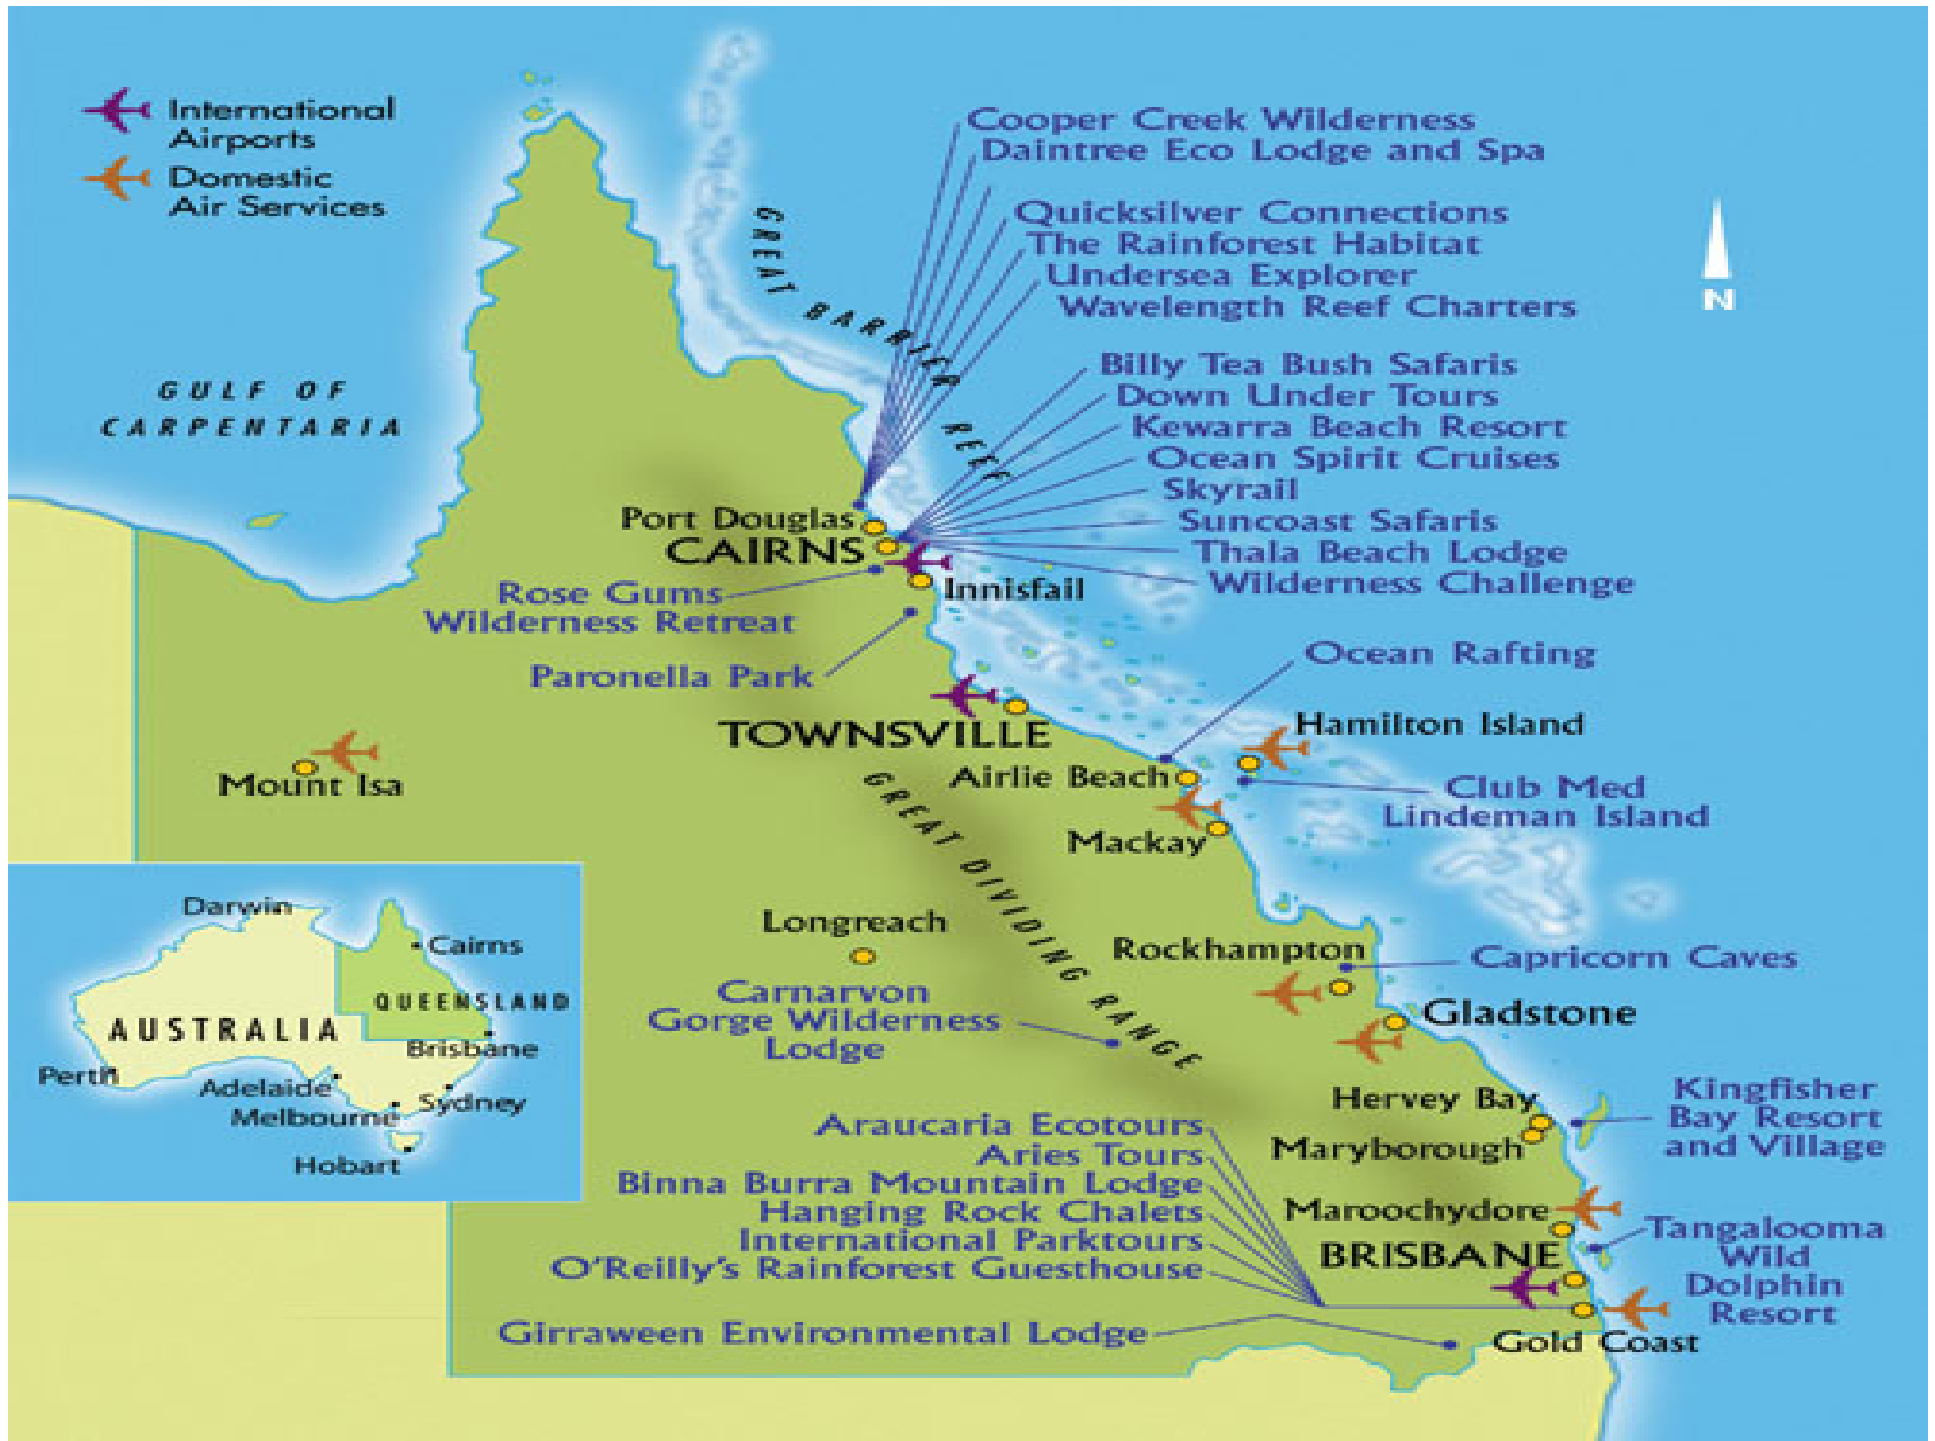 International
Airports
Domestic
Air Services
GULF OF
CARPENTARIA
GREAT BARRIER REEF
N
Cooper Creek Wilderness
Daintree Eco Lodge and Spa
Quicksilver Connections
The Rainforest Habitat
Undersea Explorer
Wavelength Reef Charters
Billy Tea Bush Safaris
Down Under Tours
Kewarra Beach Resort
Ocean Spirit Cruises
Skyrail
Suncoast Safaris
Thala Beach Lodge
Wilderness Challenge
Port Douglas
CAIRNS
Innisfail
Rose Gums
Wilderness Retreat
Paronella Park
Ocean Rafting
TOWNSVILLE
Hamilton Island
Mount Isa
Airlie Beach
Club Med
Lindeman Island
Mackay
GREAT DIVIDING RANGE
Longreach
Rockhampton
Capricorn Caves
Carnarvon
Gorge Wilderness
Lodge
Gladstone
Hervey Bay
Maryborough
Kingfisher
Bay Resort
and Village
Araucaria Ecotours
Aries Tours
Binna Burra Mountain Lodge
Hanging Rock Chalets
International Parktours
O'Reilly's Rainforest Guesthouse
Maroochydore
BRISBANE
Tangalooma
Wild
Dolphin
Resort
Girraween Environmental Lodge
Gold Coast
Darwin
Cairns
QUEENSLAND
AUSTRALIA
Brisbane
Perth
Adelaide
Sydney
Melbourne
Hobart